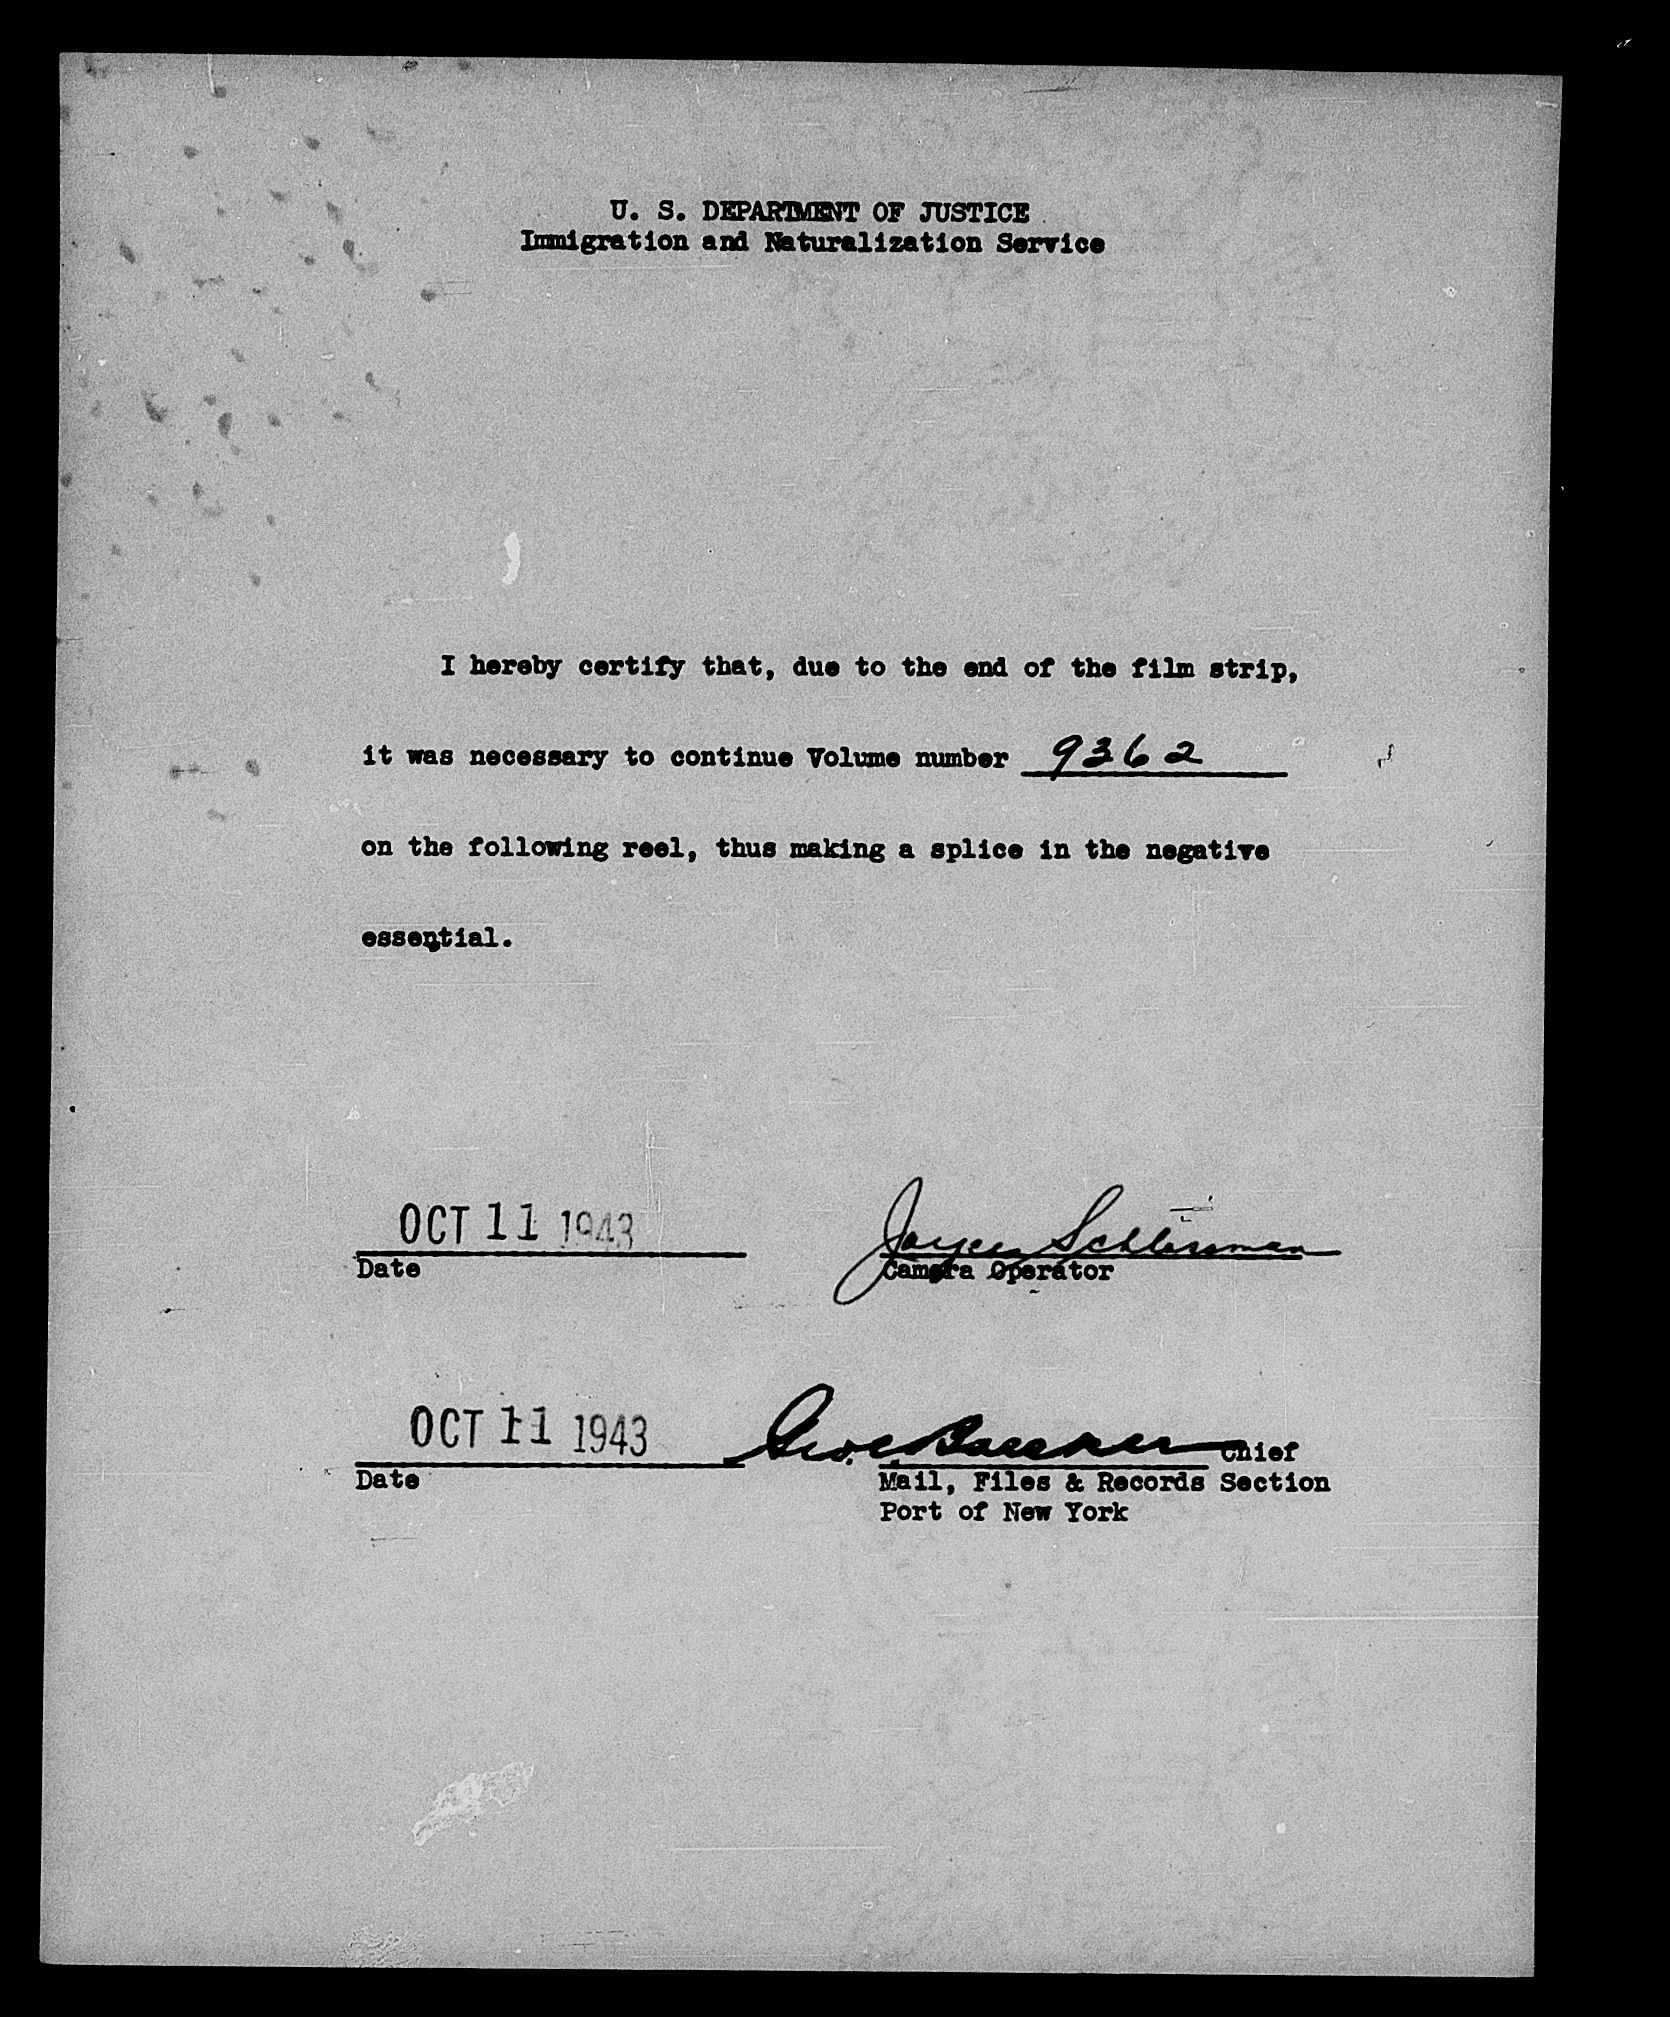 U. S. DEPARTMENT OF JUSTICE
Immigration and Naturalization Service
I hereby certify that, due to the end of the film strip,
it was necessary to continue Volume number 9362
on the following reel, thus making a splice in the negative
essential.
OCT 11 1943
Date
Camera Operator
OCT 11 1943
Chief
Date
Mail, Files & Records Section
Port of New York